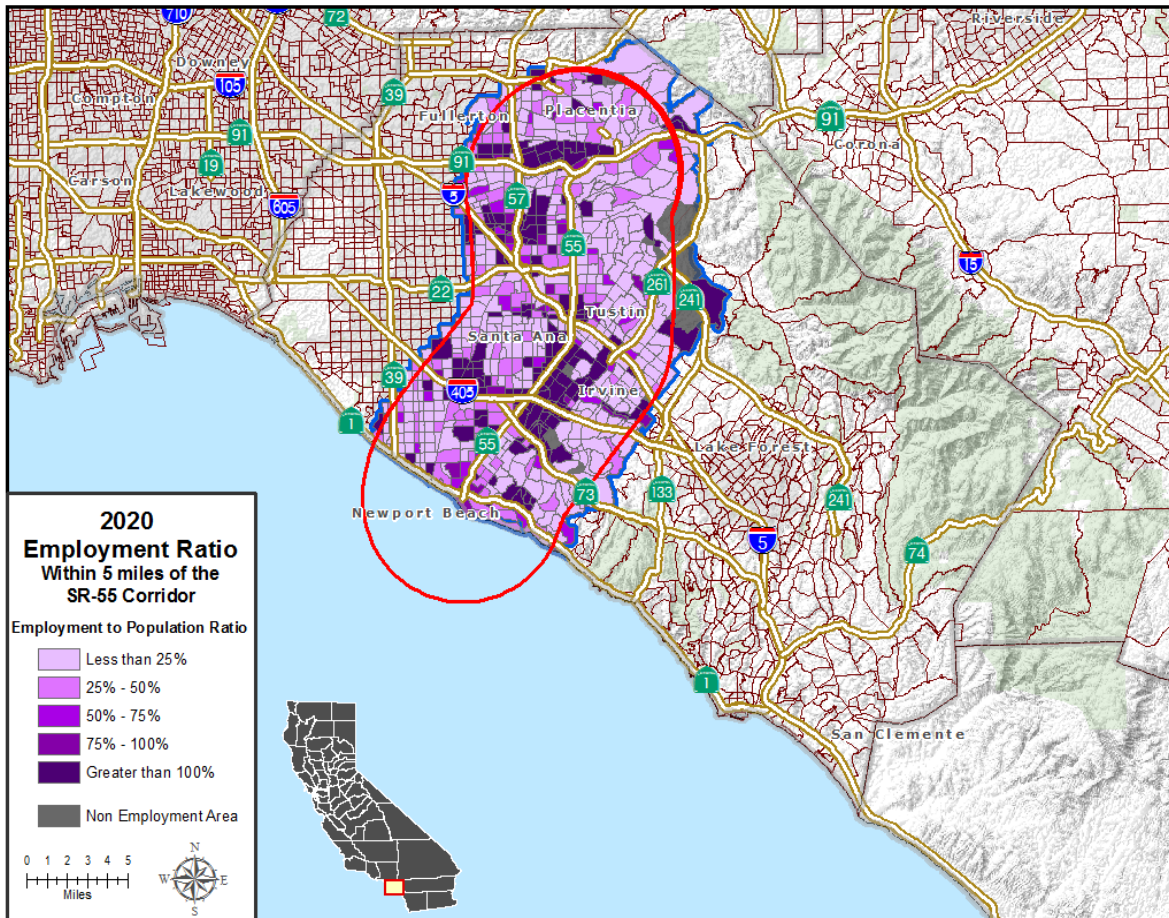 710
5
72
Riverside
Downey
105
39
Compton
Fullerton
Placentia
91
91
91
Corona
19
Carson
Lakewood
605
5
57
55
15
22
261
241
Tustin
Santa Ana
39
405
Irvine
1
55
Lake Forest
73
133
241
Newport Beach
5
74
1
San Clemente
2020
Employment Ratio
Within 5 miles of the
SR-55 Corridor
Employment to Population Ratio
Less than 25%
25% - 50%
50% - 75%
75% - 100%
Greater than 100%
Non Employment Area
0 1 2 3 4 5
Miles
N
W E
S